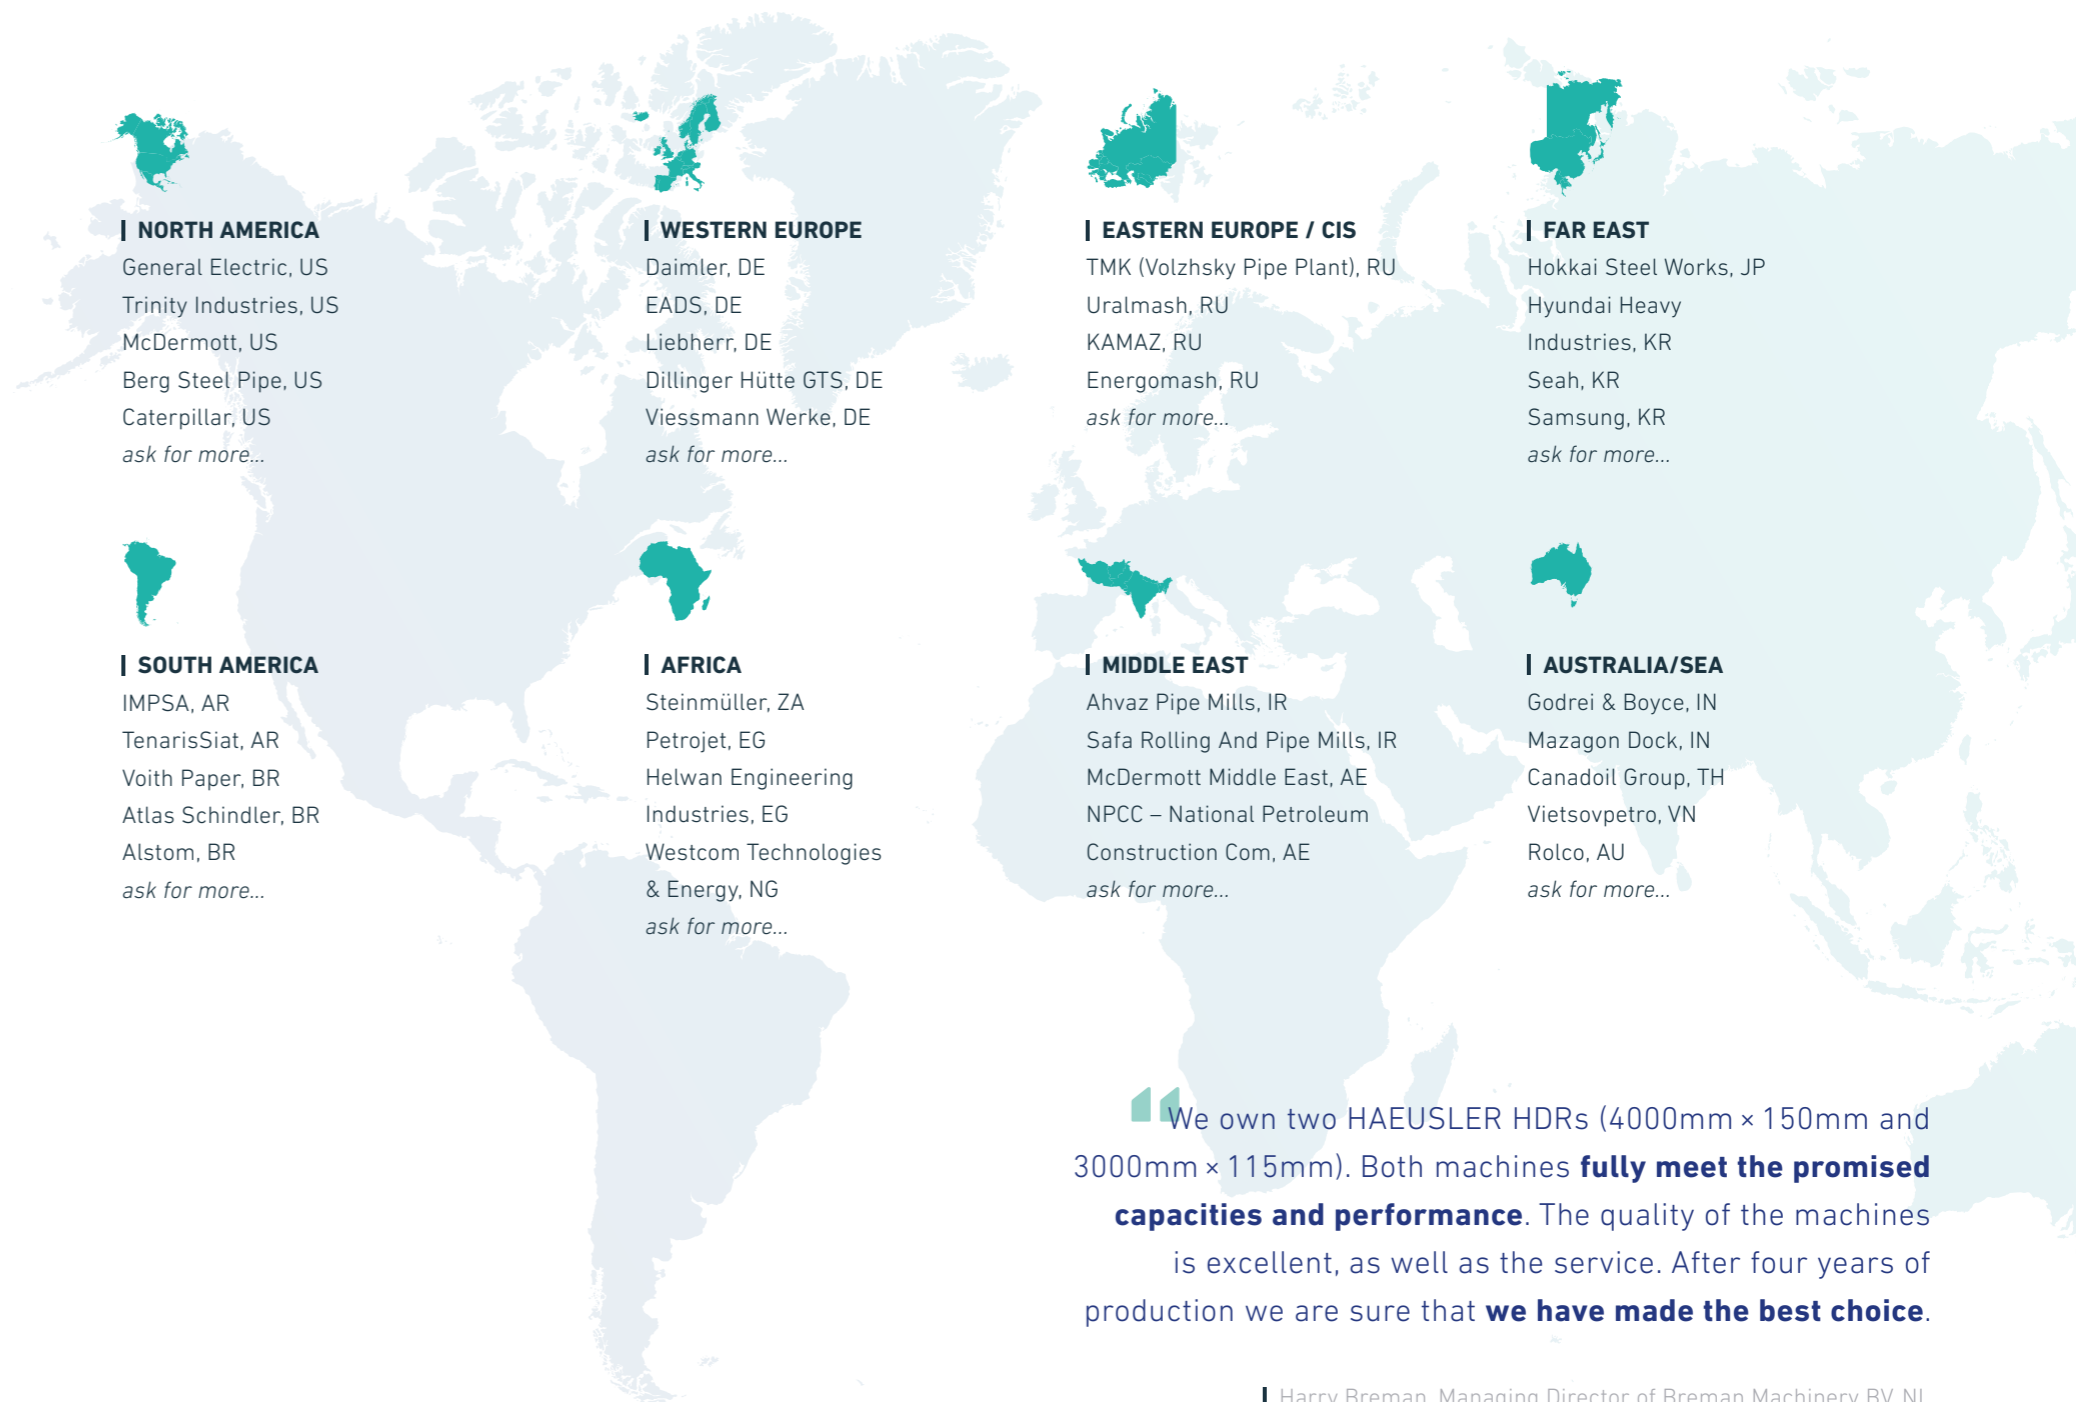 NORTH AMERICA
General Electric, US
Trinity Industries, US
McDermott, US
Berg Steel Pipe, US
Caterpillar, US
ask for more...
WESTERN EUROPE
Daimler, DE
EADS, DE
Liebherr, DE
Dillinger Hütte GTS, DE
Viessmann Werke, DE
ask for more...
EASTERN EUROPE / CIS
TMK (Volzhsky Pipe Plant), RU
Uralmash, RU
KAMAZ, RU
Energomash, RU
ask for more...
FAR EAST
Hokkai Steel Works, JP
Hyundai Heavy
Industries, KR
Seah, KR
Samsung, KR
ask for more...
SOUTH AMERICA
IMPSA, AR
TenarisSiat, AR
Voith Paper, BR
Atlas Schindler, BR
Alstom, BR
ask for more...
AFRICA
Steinmüller, ZA
Petrojet, EG
Helwan Engineering
Industries, EG
Westcom Technologies
& Energy, NG
ask for more...
MIDDLE EAST
Ahvaz Pipe Mills, IR
Safa Rolling And Pipe Mills, IR
McDermott Middle East, AE
NPCC – National Petroleum
Construction Com, AE
ask for more...
AUSTRALIA/SEA
Godrei & Boyce, IN
Mazagon Dock, IN
Canadoil Group, TH
Vietsovpetro, VN
Rolco, AU
ask for more...
"We own two HAEUSLER HDRs (4000mm × 150mm and
3000mm × 115mm). Both machines fully meet the promised
capacities and performance. The quality of the machines
is excellent, as well as the service. After four years of
production we are sure that we have made the best choice.
Harry Breman, Managing Director of Breman Machinery BV, NL